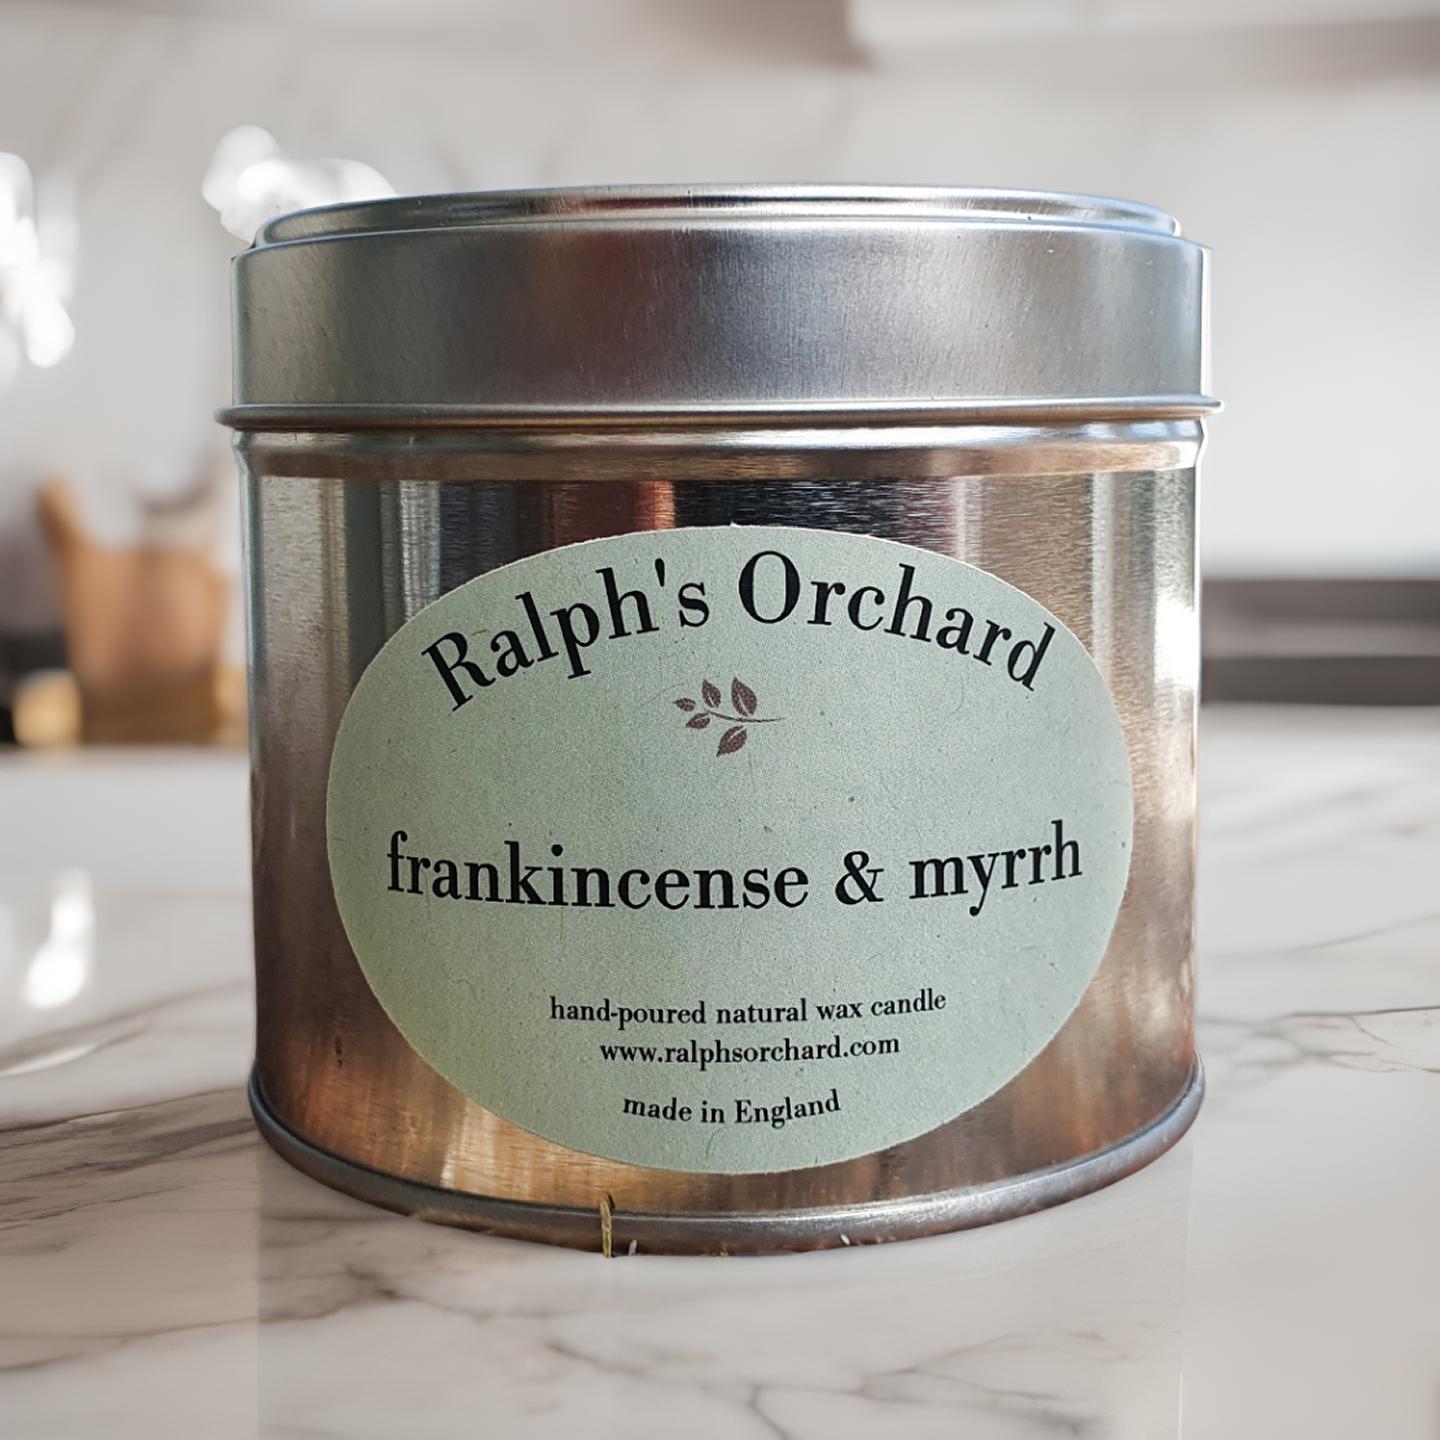 Ralph's Orchard
frankincense & myrrh
hand-poured natural wax candle
www.ralphsorchard.com
made in England